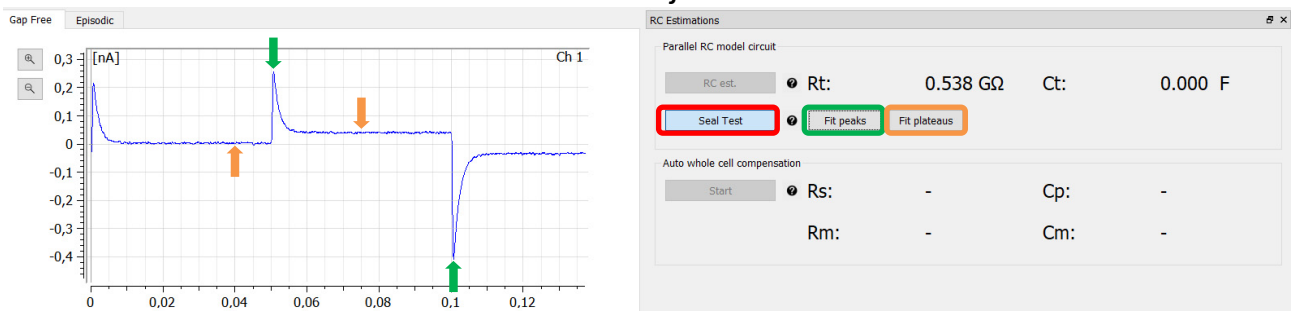 Gap Free Episodic
0,3 [nA] Ch 1
0,2
0,1
0
-0,1
-0,2
-0,3
-0,4
0 0,02 0,04 0,06 0,08 0,1 0,12
RC Estimations
Parallel RC model circuit
RC est. ? Rt: 0.538 GΩ Ct: 0.000 F
Seal Test ? Fit peaks Fit plateaus
Auto whole cell compensation
Start ? Rs: - Cp: -
Rm: - Cm: -